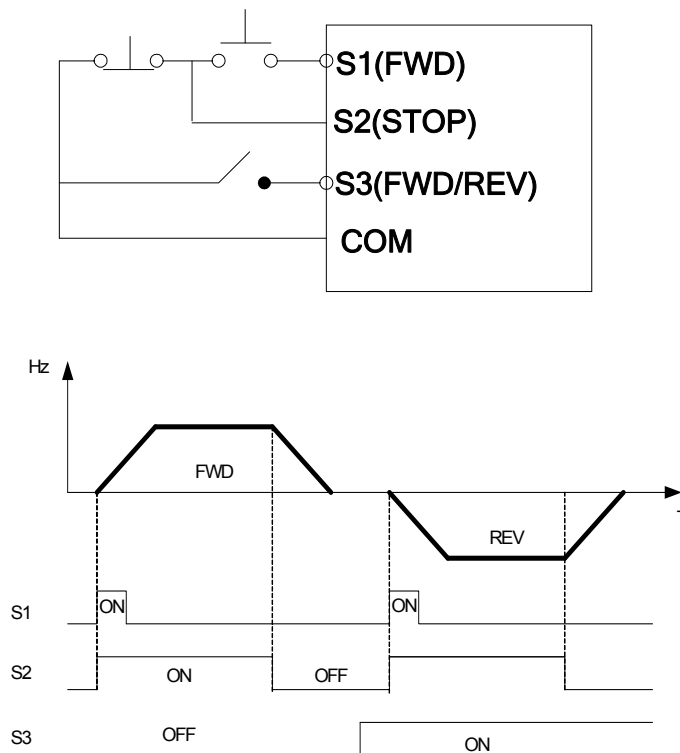 S1(FWD)
S2(STOP)
S3(FWD/REV)
COM
Hz
FWD
REV
S1
ON
ON
S2
ON
OFF
S3
OFF
ON